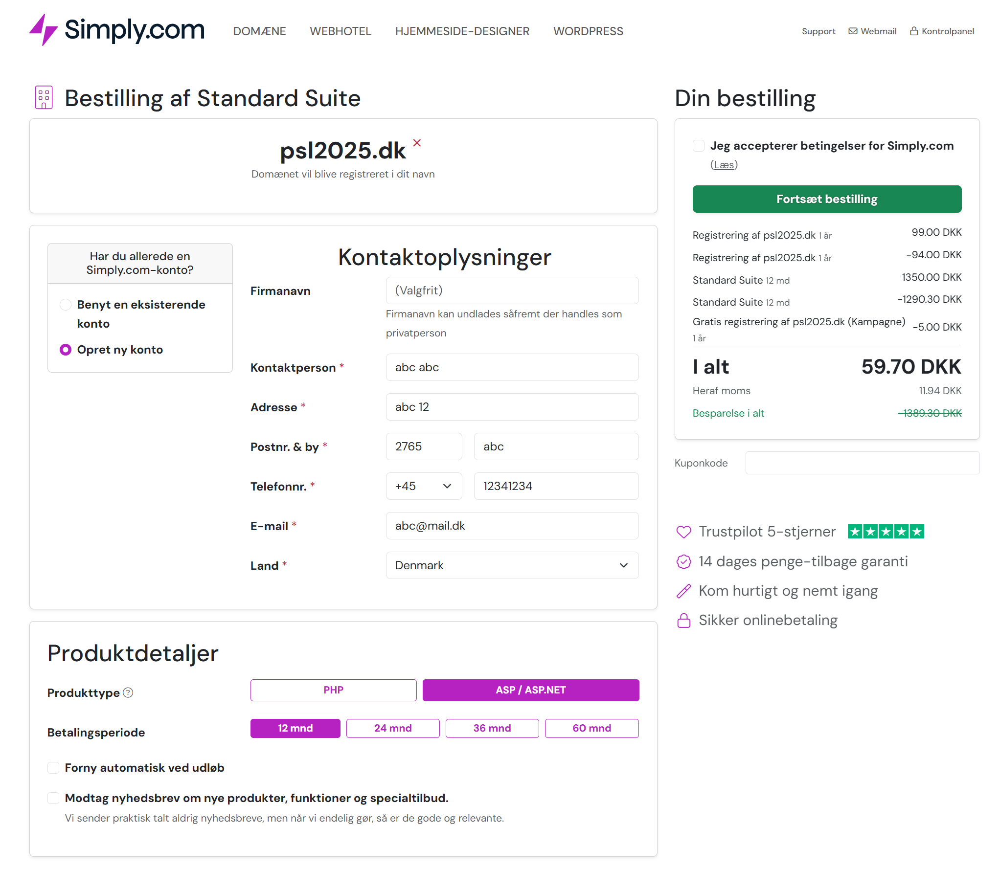 Simply.com
DOMÆNE WEBHOTEL HJEMMESIDE-DESIGNER WORDPRESS
Support Webmail Kontrolpanel
Bestilling af Standard Suite
psl2025.dk
Domænet vil blive registreret i dit navn
Har du allerede en
Simply.com-konto?
Benyt en eksisterende
konto
Opret ny konto
Kontaktoplysninger
Firmanavn (Valgfrit)
Firmanavn kan undlades såfremt der handles som
privatperson
Kontaktperson * abc abc
Adresse * abc 12
Postnr. & by * 2765 abc
Telefonnr. * +45 12341234
E-mail * abc@mail.dk
Land * Denmark
Produktdetaljer
Produkttype ? PHP ASP / ASP.NET
Betalingsperiode 12 mnd 24 mnd 36 mnd 60 mnd
Forny automatisk ved udløb
Modtag nyhedsbrev om nye produkter, funktioner og specialtilbud.
Vi sender praktisk talt aldrig nyhedsbreve, men når vi endelig gør, så er de gode og relevante.
Din bestilling
Jeg accepterer betingelser for Simply.com
(Læs)
Fortsæt bestilling
Registrering af psl2025.dk 1 år 99.00 DKK
Registrering af psl2025.dk 1 år -94.00 DKK
Standard Suite 12 md 1350.00 DKK
Standard Suite 12 md -1290.30 DKK
Gratis registrering af psl2025.dk (Kampagne) -5.00 DKK
1 år
I alt 59.70 DKK
Heraf moms 11.94 DKK
Besparelse i alt -1389.30 DKK
Kuponkode
Trustpilot 5-stjerner
14 dages penge-tilbage garanti
Kom hurtigt og nemt igang
Sikker onlinebetaling